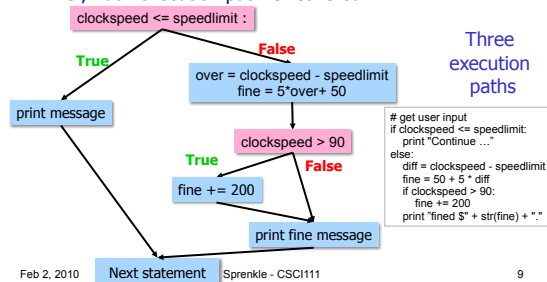 clockspeed <= speedlimit :
True
False
Three
execution
paths
over = clockspeed - speedlimit
fine = 5*over+ 50
print message
clockspeed > 90
True
False
fine += 200
print fine message
# get user input
if clockspeed <= speedlimit:
print "Continue …"
else:
diff = clockspeed - speedlimit
fine = 50 + 5 * diff
if clockspeed > 90:
fine += 200
print "fined $" + str(fine) + "."
Feb 2, 2010
Next statement
Sprenkle - CSCI111
9